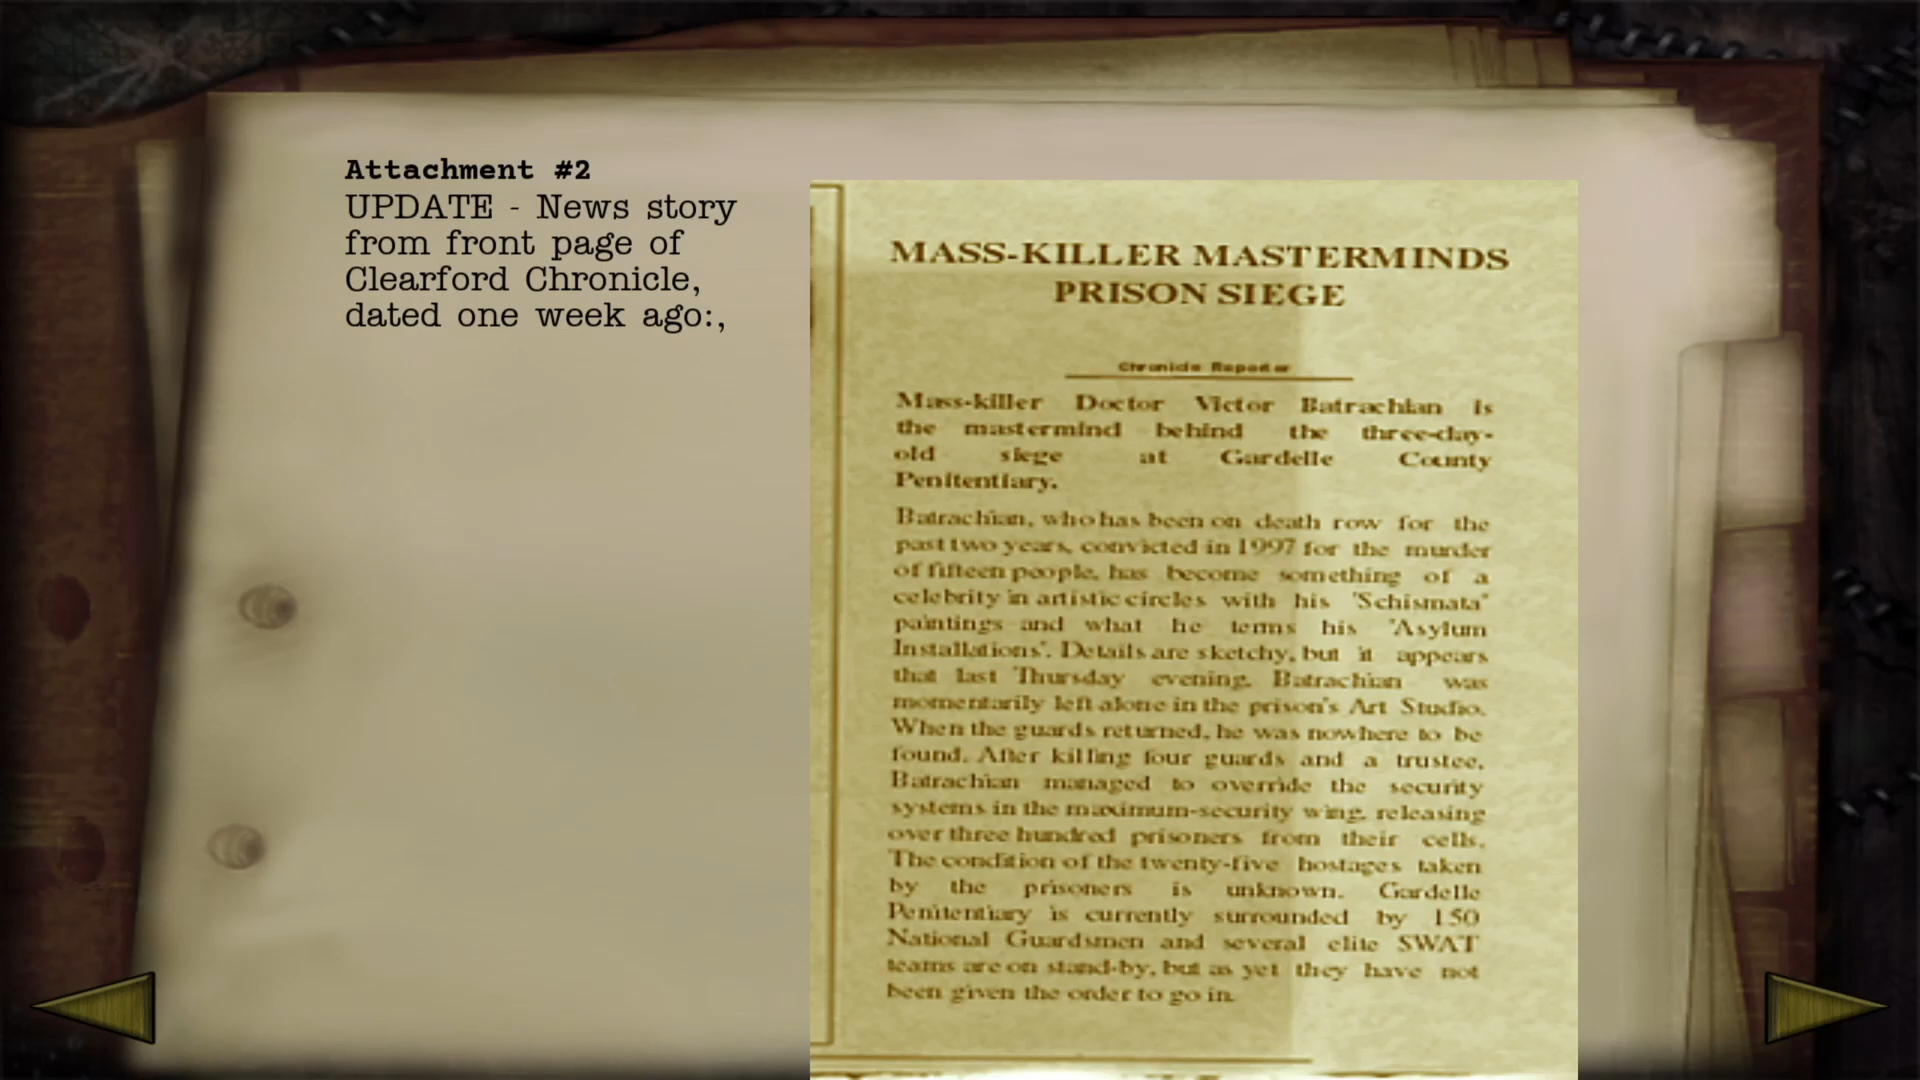 Attachment #2
UPDATE - News story
from front page of
Clearford Chronicle,
dated one week ago:,
MASS-KILLER MASTERMINDS
PRISON SIEGE
Chronicle Reporter
Mass-killer Doctor Victor Batrachian is
the mastermind behind the three-day-
old siege at Gardelle County
Penitentiary.
Batrachian, who has been on death row for the
past two years, convicted in 1997 for the murder
of fifteen people, has become something of a
celebrity in artistic circles with his 'Schismata'
paintings and what he terms his 'Asylum
Installations'. Details are sketchy, but it appears
that last Thursday evening, Batrachian was
momentarily left alone in the prison's Art Studio.
When the guards returned, he was nowhere to be
found. After killing four guards and a trustee,
Batrachian managed to override the security
systems in the maximum-security wing, releasing
over three hundred prisoners from their cells.
The condition of the twenty-five hostages taken
by the prisoners is unknown. Gardelle
Penitentiary is currently surrounded by 150
National Guardsmen and several elite SWAT
teams are on stand-by, but as yet they have not
been given the order to go in.